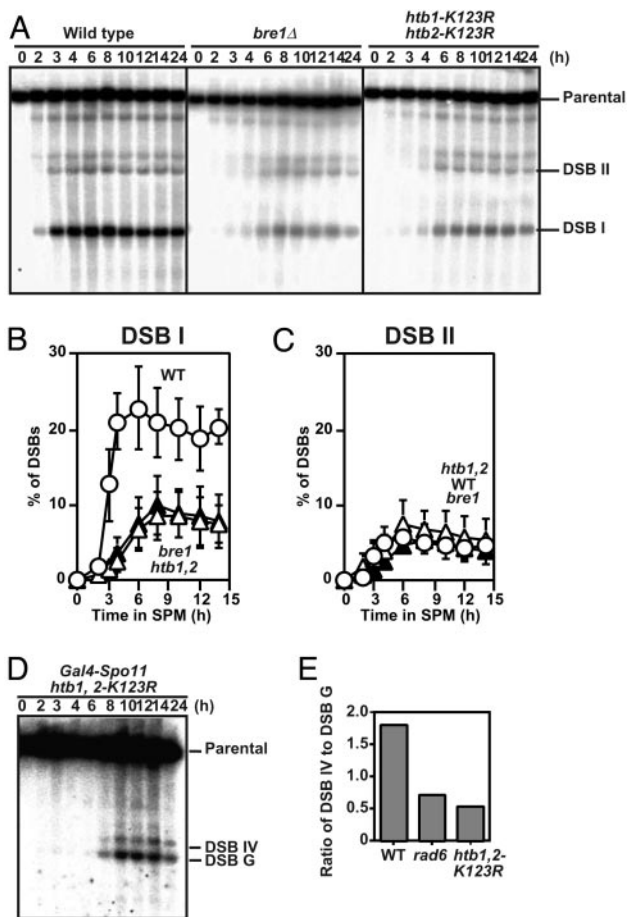 A
Wild type
bre1Δ
htb1-K123R
htb2-K123R
0 2 3 4 6 8 10 12 14 24
0 2 3 4 6 8 10 12 14 24
0 2 3 4 6 8 10 12 14 24 (h)
Parental
DSB II
DSB I
B
DSB I
% of DSBs
30
20
10
0
WT
bre1
htb1,2
0 3 6 9 12 15
Time in SPM (h)
C
DSB II
% of DSBs
30
20
10
0
htb1,2
WT
bre1
0 3 6 9 12 15
Time in SPM (h)
D
Gal4-Spo11
htb1, 2-K123R
0 2 3 4 6 8 10 12 14 24 (h)
Parental
DSB IV
DSB G
E
Ratio of DSB IV to DSB G
2.0
1.5
1.0
0.5
0
WT rad6 htb1,2-
K123R